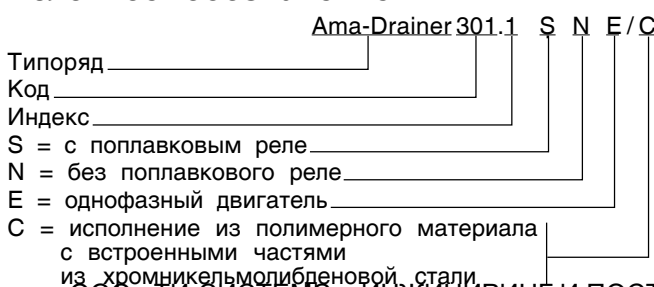 Ama-Drainer 301.1 S N E / C
Типоряд
Код
Индекс
S = с поплавковым реле
N = без поплавкового реле
E = однофазный двигатель
C = исполнение из полимерного материала
с встроенными частями
из хромникельмолибденовой стали